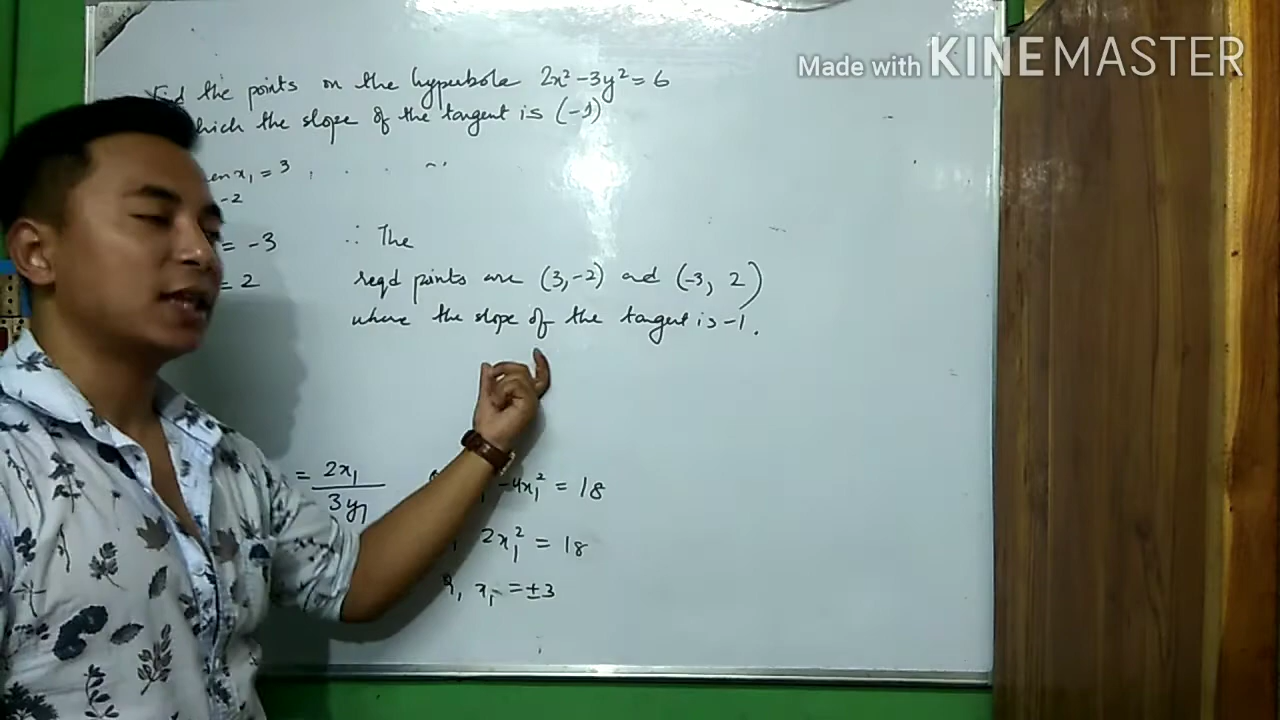 Made with KINEMASTER
the points on the hyperbola 2x² - 3y² = 6
hich the slope of the tangent is (-1)
en x₁ = 3
-2
= -3
= 2
∴ The
reqd points are (3, -2) and (-3, 2)
where the slope of the tangent is -1.
= 2x₁ / 3y₁
- 4x₁² = 18
2x₁² = 18
x₁ = ±3